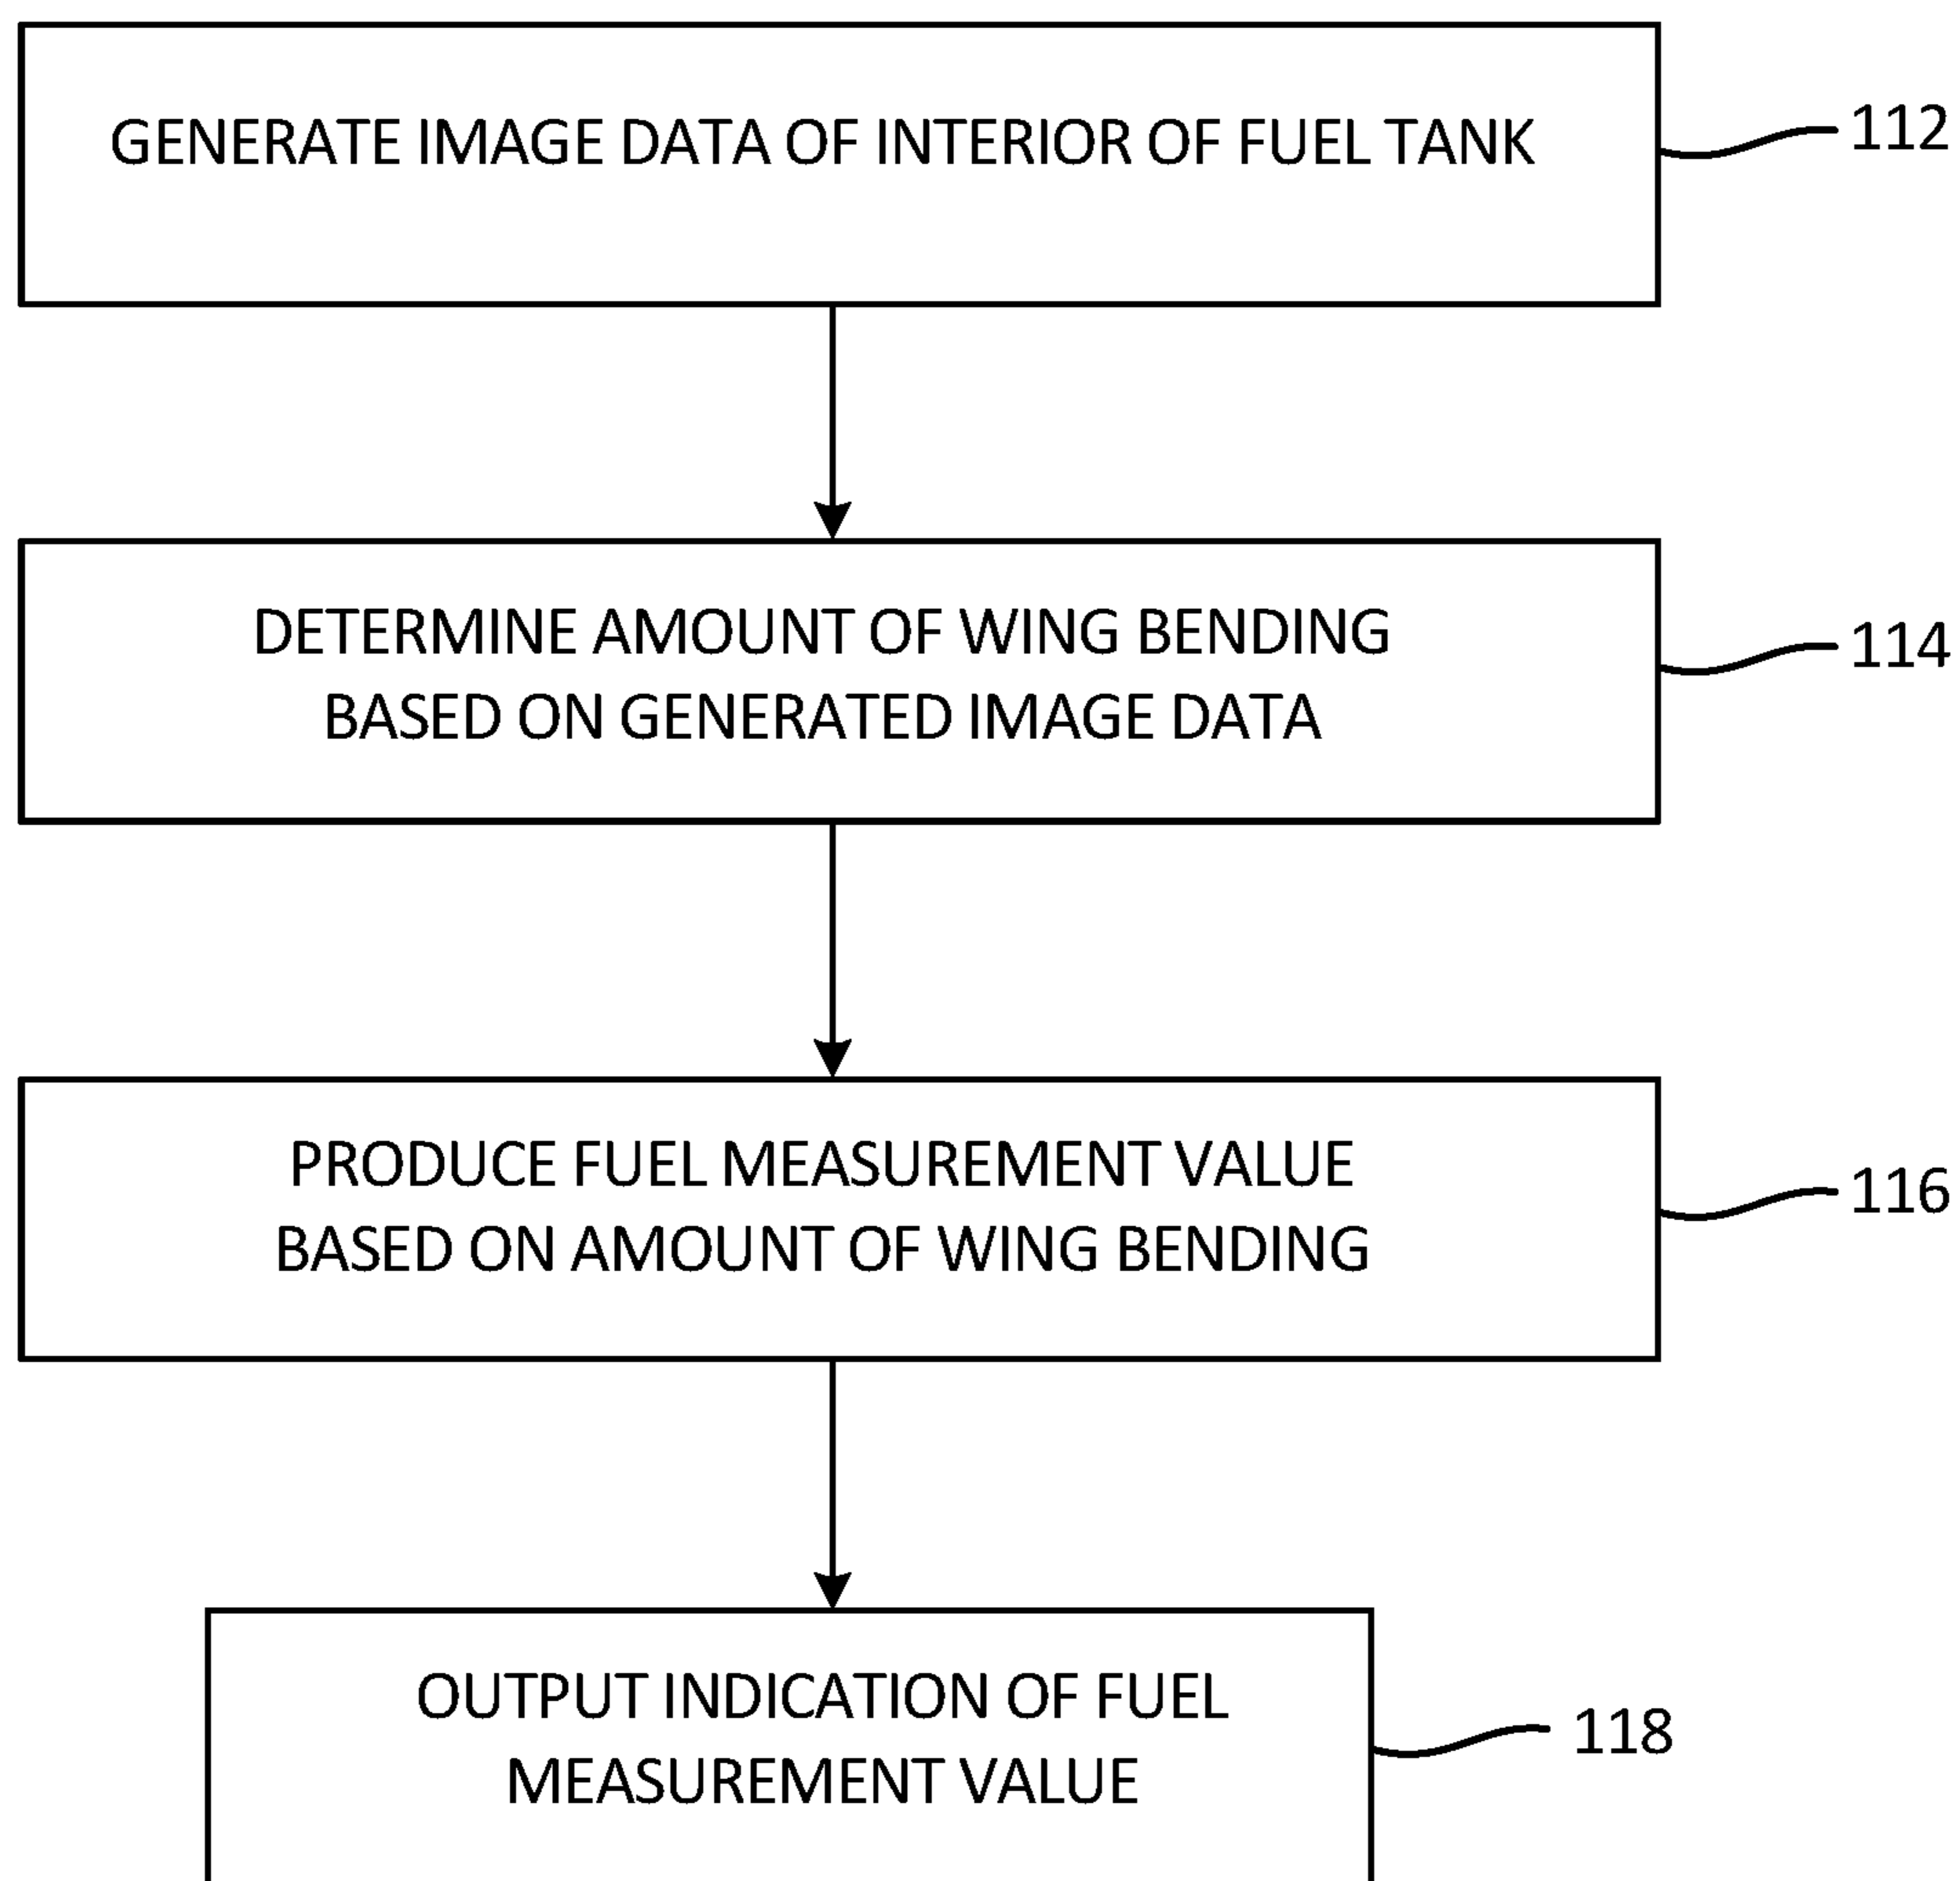 GENERATE IMAGE DATA OF INTERIOR OF FUEL TANK
112
DETERMINE AMOUNT OF WING BENDING
BASED ON GENERATED IMAGE DATA
114
PRODUCE FUEL MEASUREMENT VALUE
BASED ON AMOUNT OF WING BENDING
116
OUTPUT INDICATION OF FUEL
MEASUREMENT VALUE
118